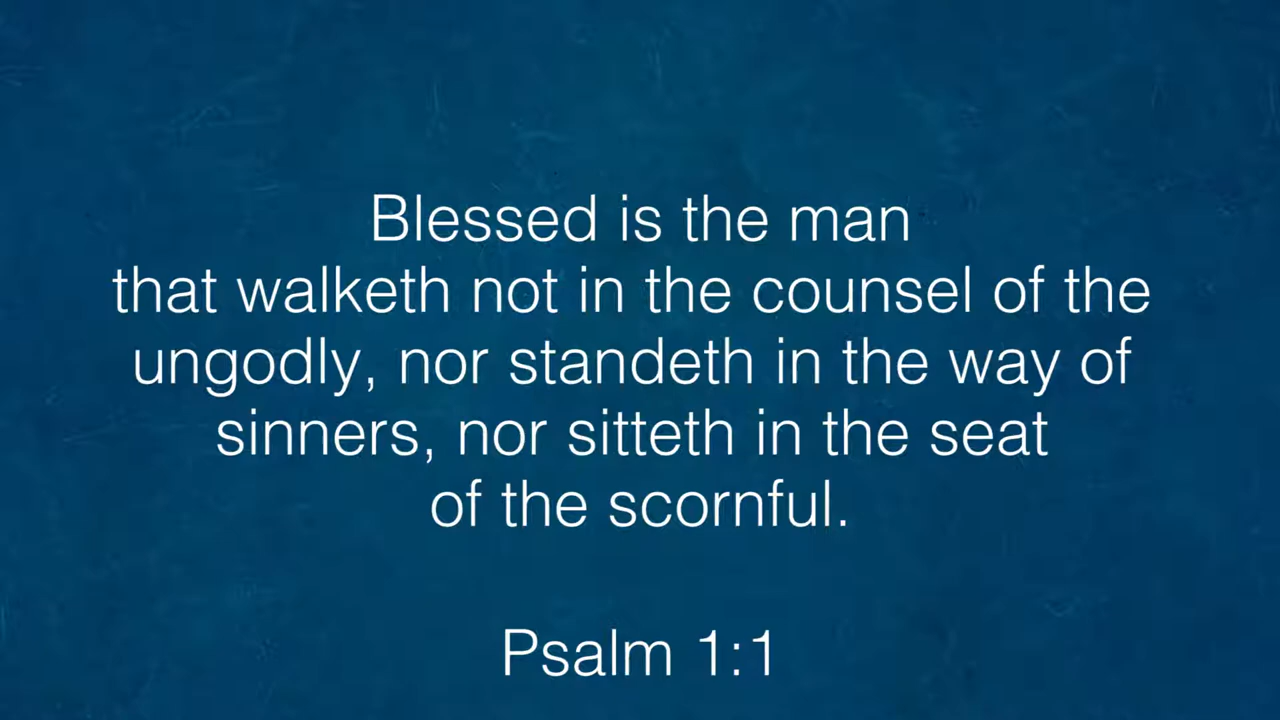 Blessed is the man
that walketh not in the counsel of the
ungodly, nor standeth in the way of
sinners, nor sitteth in the seat
of the scornful.
Psalm 1:1